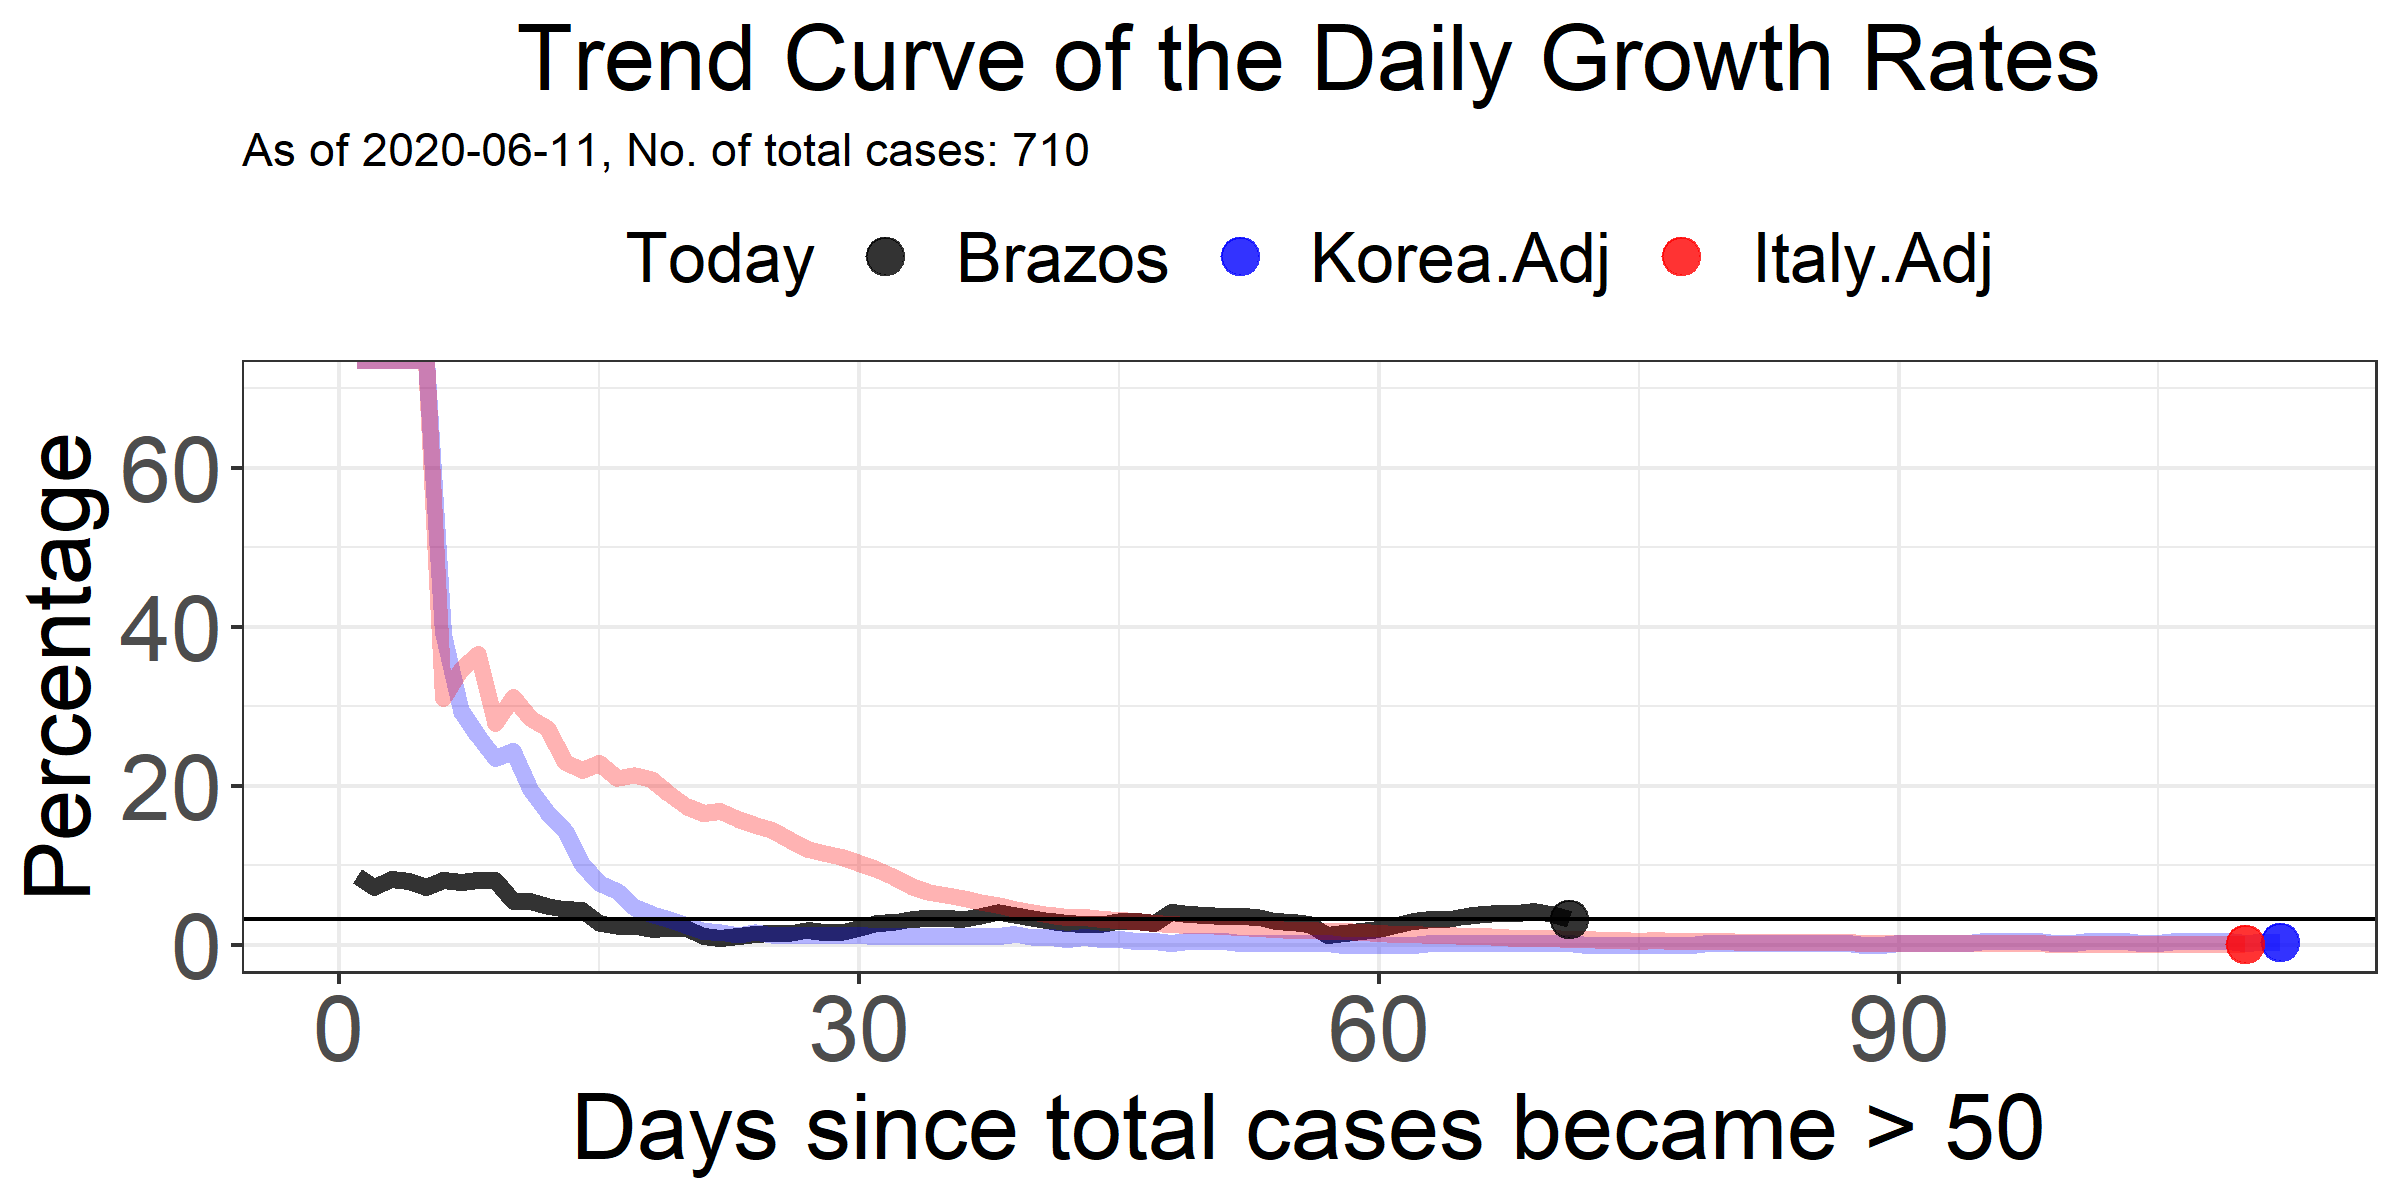 Trend Curve of the Daily Growth Rates
As of 2020-06-11, No. of total cases: 710
Today Brazos Korea.Adj Italy.Adj
Percentage
60
40
20
0
0 30 60 90
Days since total cases became > 50